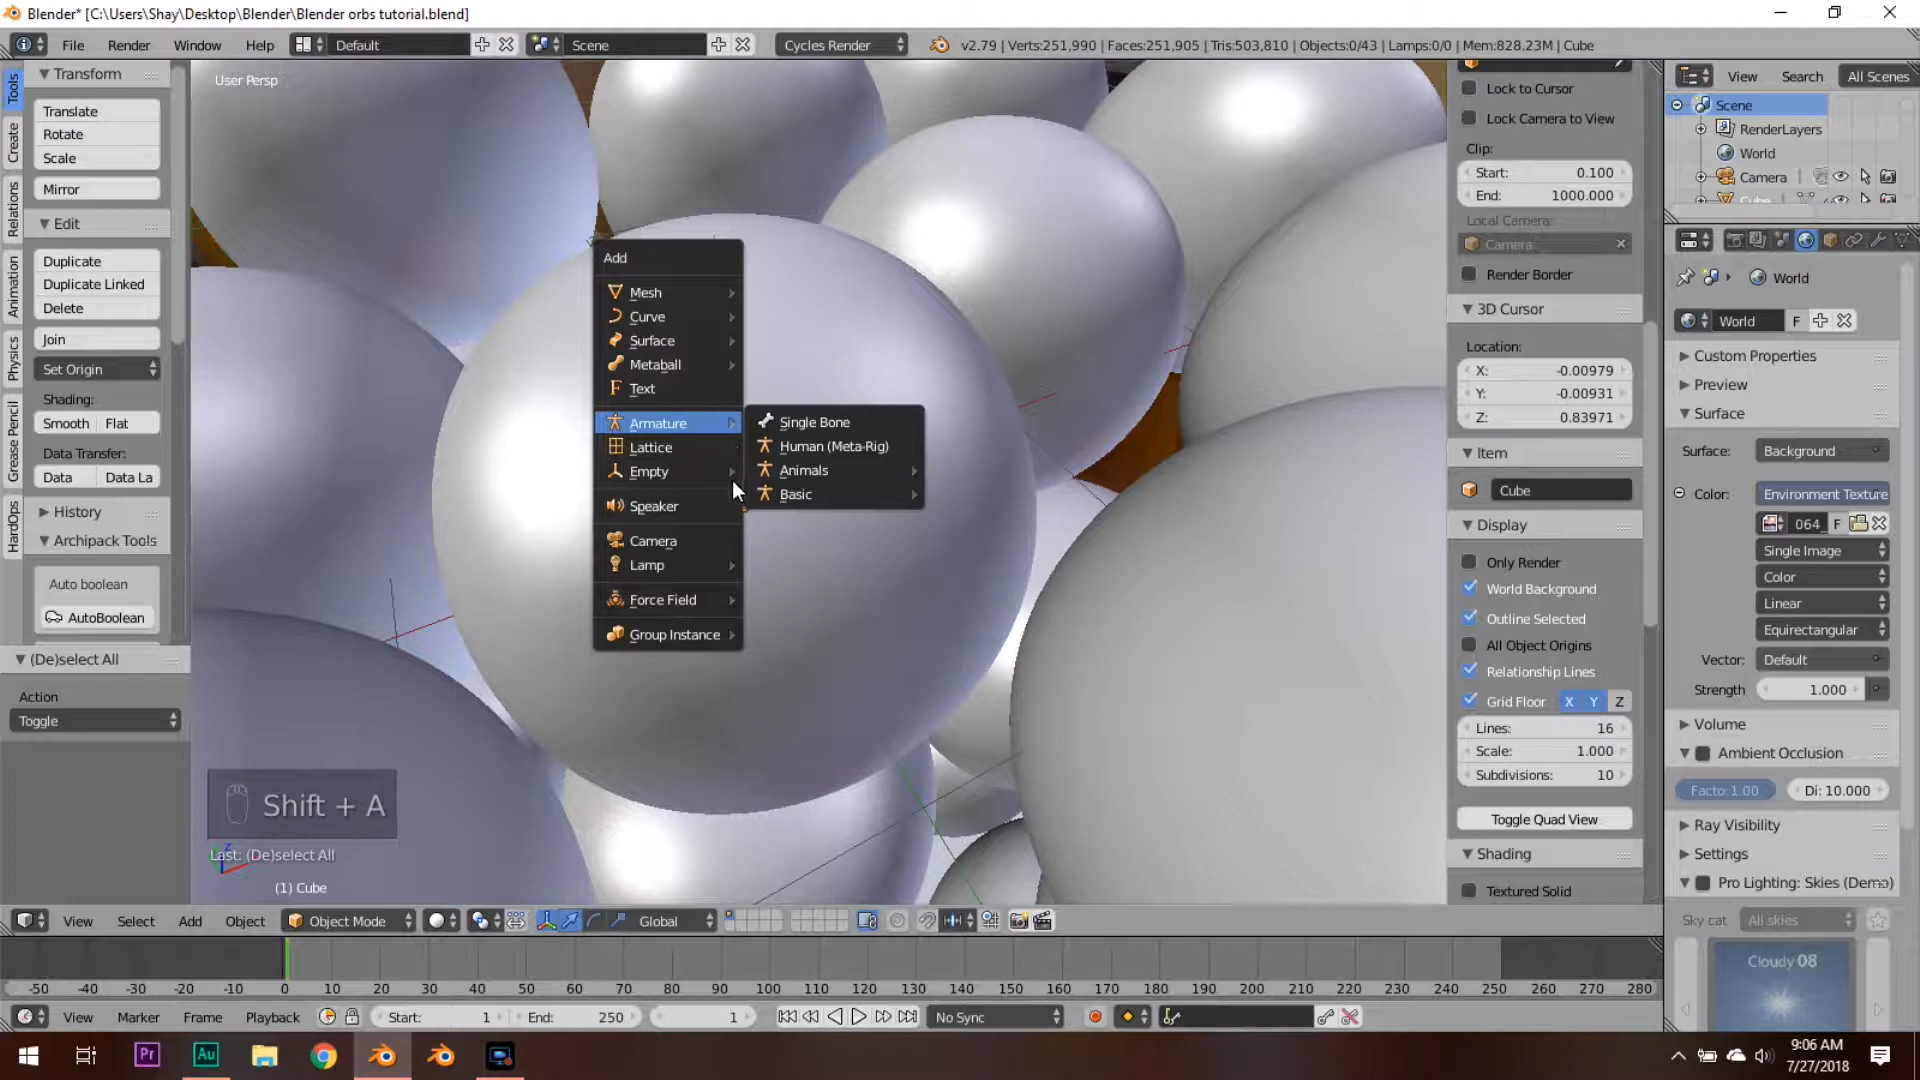 Blender* [C:\Users\Shay\Desktop\Blender\Blender orbs tutorial.blend]
File Render Window Help Default Scene Cycles Render v2.79 | Verts:251,990 | Faces:251,905 | Tris:503,810 | Objects:0/43 | Lamps:0/0 | Mem:828.23M | Cube
Tools
Create
Relations
Animation
Physics
Grease Pencil
HardOps
Transform
Translate
Rotate
Scale
Mirror
Edit
Duplicate
Duplicate Linked
Delete
Join
Set Origin
Shading:
Smooth Flat
Data Transfer:
Data Data La
History
Archipack Tools
Auto boolean
AutoBoolean
(De)select All
Action
Toggle
User Persp
Add
Mesh
Curve
Surface
Metaball
Text
Armature
Lattice
Empty
Speaker
Camera
Lamp
Force Field
Group Instance
Single Bone
Human (Meta-Rig)
Animals
Basic
Shift + A
Last: (De)select All
(1) Cube
Lock to Cursor
Lock Camera to View
Clip:
Start: 0.100
End: 1000.000
Local Camera:
Camera
Render Border
3D Cursor
Location:
X: -0.00979
Y: -0.00931
Z: 0.83971
Item
Cube
Display
Only Render
World Background
Outline Selected
All Object Origins
Relationship Lines
Grid Floor X Y Z
Lines: 16
Scale: 1.000
Subdivisions: 10
Toggle Quad View
Shading
Textured Solid
View Search All Scenes
Scene
RenderLayers
World
Camera
Cube
World
World F
Custom Properties
Preview
Surface
Surface: Background
Color: Environment Texture
064 F
Single Image
Color
Linear
Equirectangular
Vector: Default
Strength 1.000
Volume
Ambient Occlusion
Facto: 1.00 Di: 10.000
Ray Visibility
Settings
Pro Lighting: Skies (Demo)
Sky cat All skies
Cloudy 08
View Select Add Object Object Mode Global
-50 -40 -30 -20 -10 0 10 20 30 40 50 60 70 80 90 100 110 120 130 140 150 160 170 180 190 200 210 220 230 240 250 260 270 280
View Marker Frame Playback Start: 1 End: 250 1 No Sync
Pr Au
9:06 AM
7/27/2018